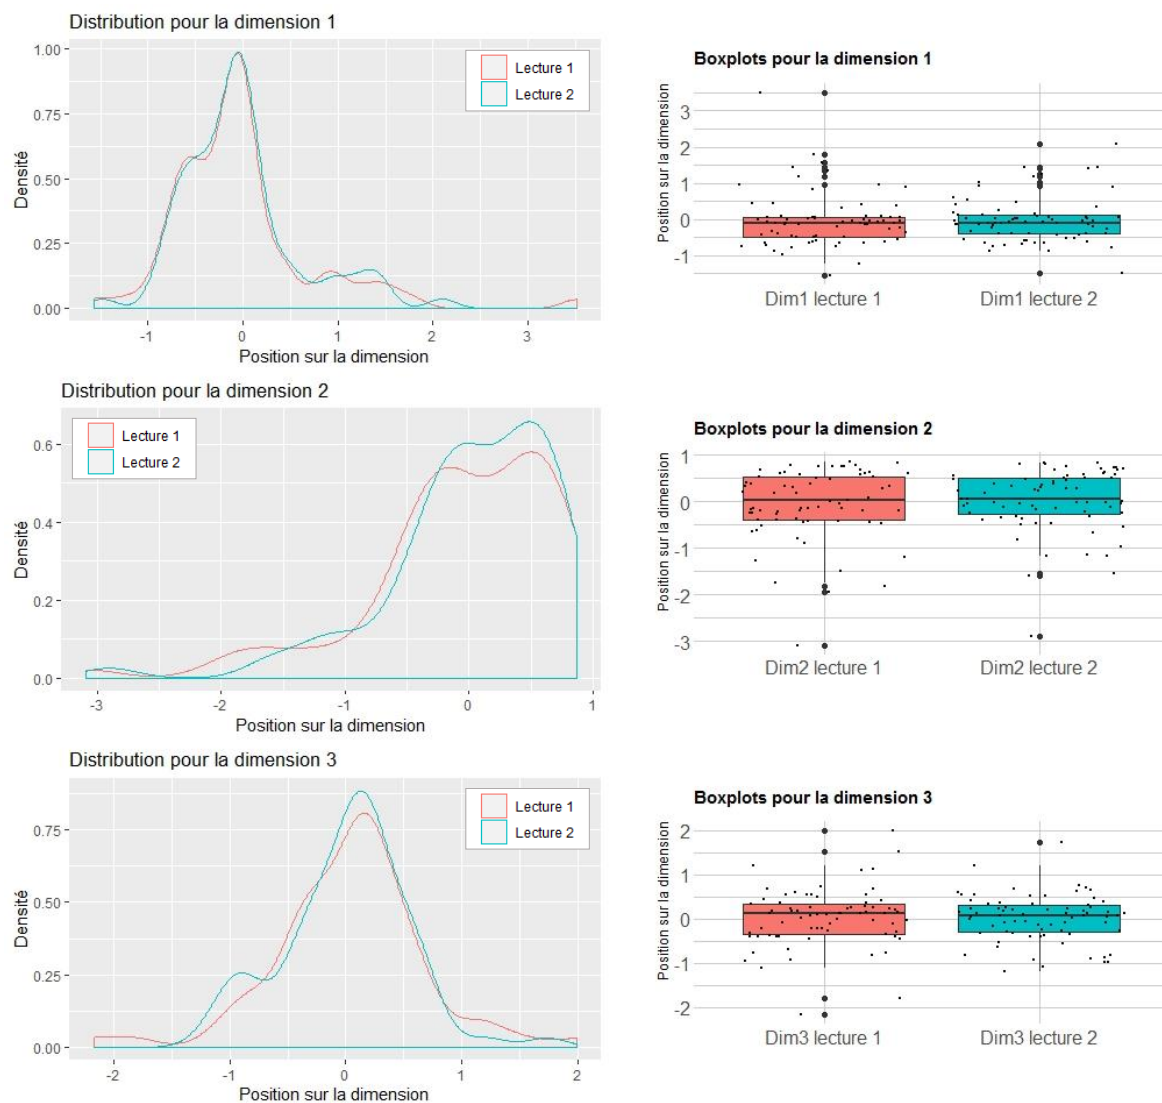 Distribution pour la dimension 1
1.00
0.75
0.50
0.25
0.00
Densité
Lecture 1
Lecture 2
-1
0
1
2
3
Position sur la dimension
Boxplots pour la dimension 1
Position sur la dimension
3
2
1
0
-1
Dim1 lecture 1
Dim1 lecture 2
Distribution pour la dimension 2
Lecture 1
Lecture 2
Densité
0.6
0.4
0.2
0.0
-3
-2
-1
0
1
Position sur la dimension
Boxplots pour la dimension 2
Position sur la dimension
1
0
-1
-2
-3
Dim2 lecture 1
Dim2 lecture 2
Distribution pour la dimension 3
Lecture 1
Lecture 2
Densité
0.75
0.50
0.25
0.00
-2
-1
0
1
2
Position sur la dimension
Boxplots pour la dimension 3
Position sur la dimension
2
1
0
-1
-2
Dim3 lecture 1
Dim3 lecture 2